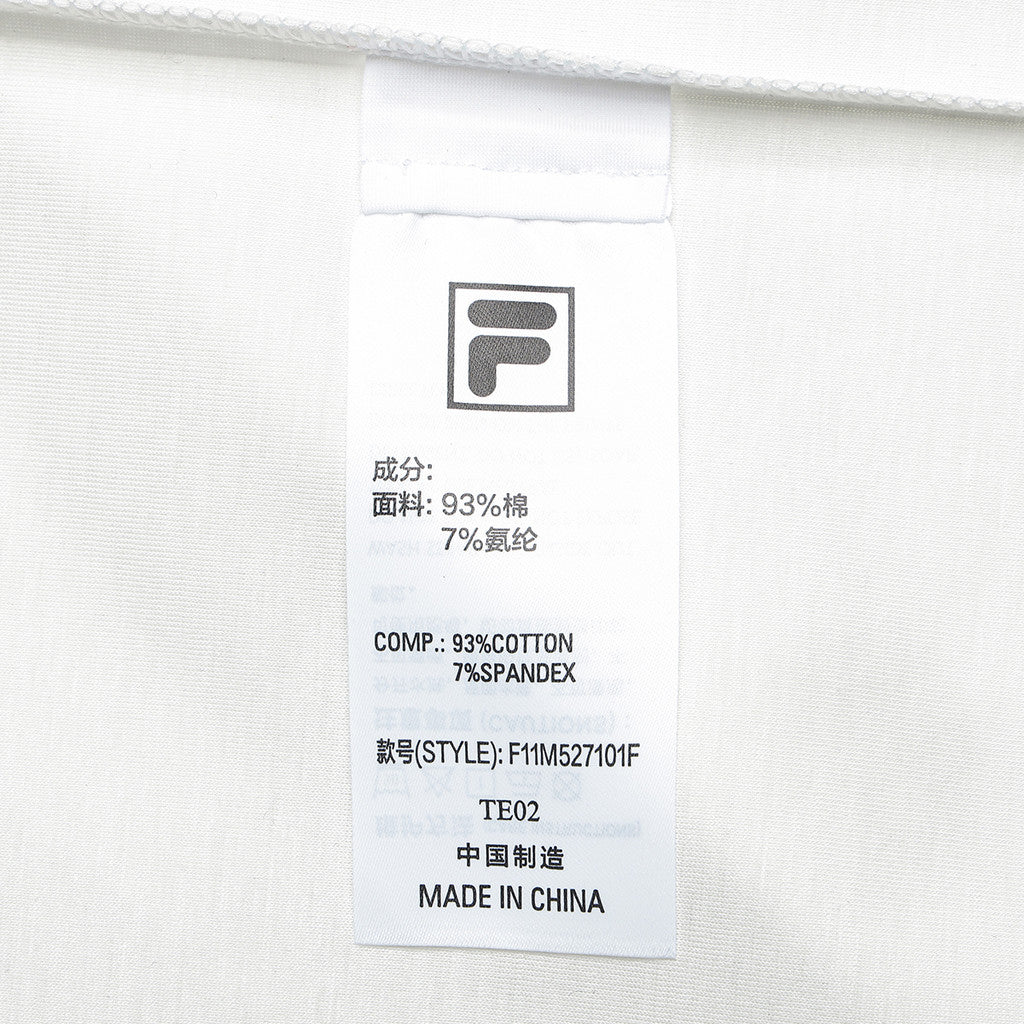 F
成分:
面料: 93%棉
7%氨纶
COMP.: 93%COTTON
7%SPANDEX
款号(STYLE): F11M527101F
TE02
中国制造
MADE IN CHINA